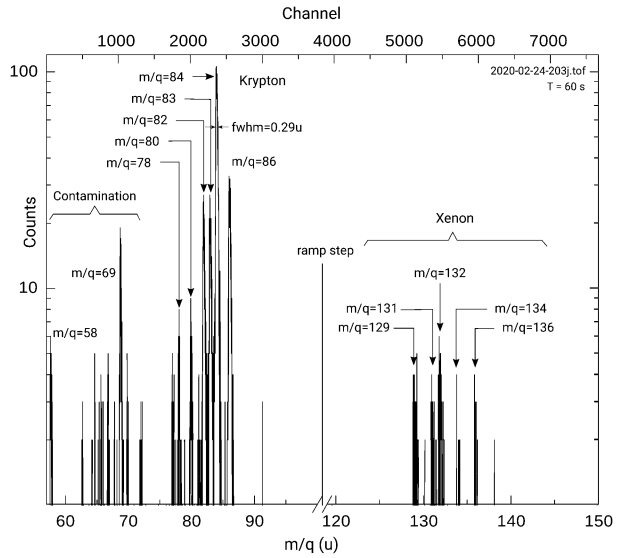 Channel
1000 2000 3000 4000 5000 6000 7000
100
m/q=84
Krypton
2020-02-24-203j.tof
T = 60 s
m/q=83
m/q=82
fwhm=0.29u
m/q=80
m/q=78
m/q=86
Contamination
Counts
Xenon
ramp step
m/q=69
m/q=132
10
m/q=131
m/q=134
m/q=129
m/q=136
m/q=58
60 70 80 90 120 130 140 150
m/q (u)